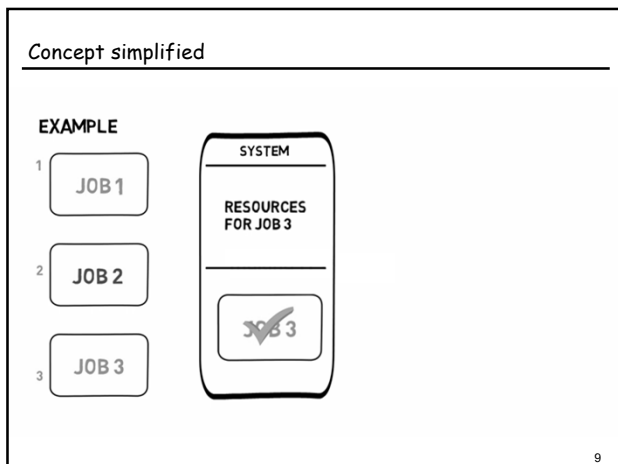 Concept simplified
EXAMPLE
1
JOB 1
2
JOB 2
3
JOB 3
SYSTEM
RESOURCES
FOR JOB 3
JOB 3
9